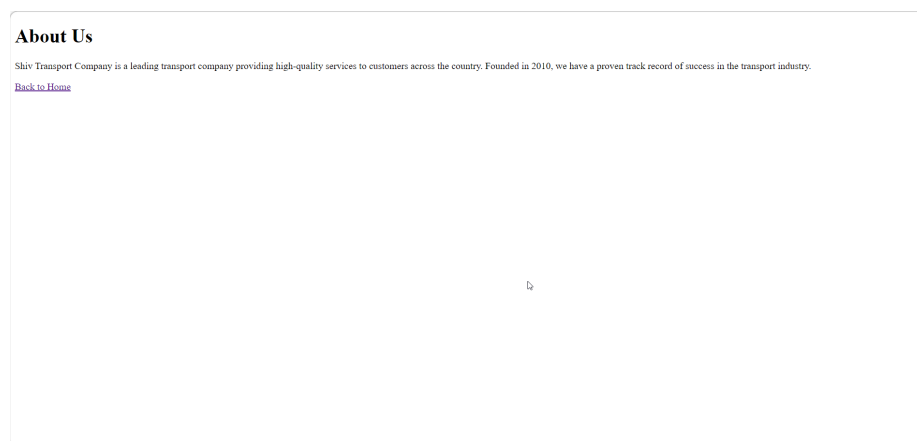 About Us
Shiv Transport Company is a leading transport company providing high-quality services to customers across the country. Founded in 2010, we have a proven track record of success in the transport industry.
Back to Home